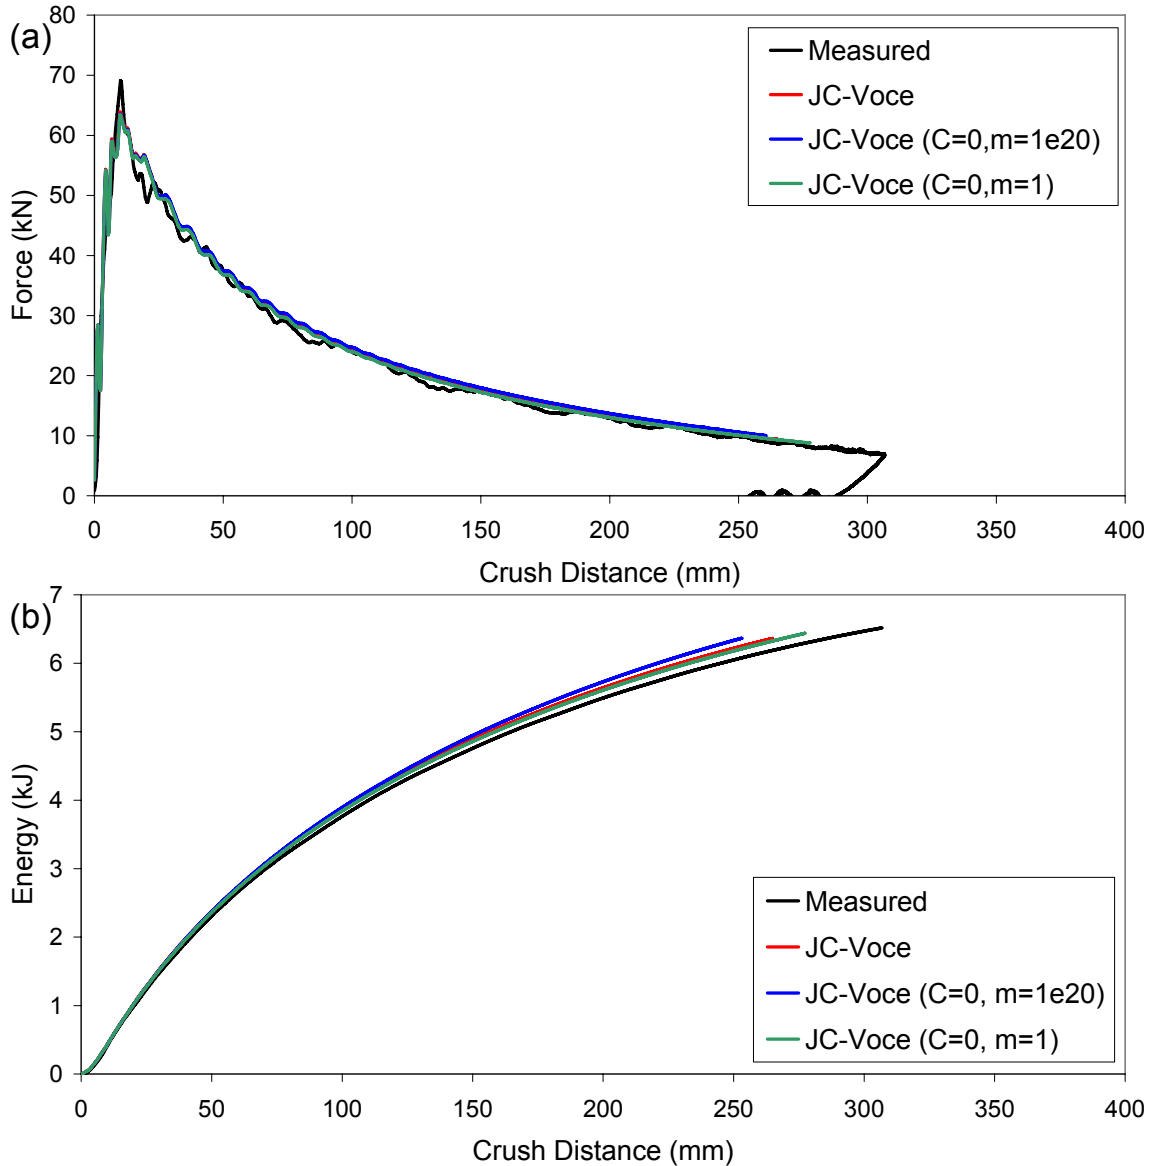 (a)
80
70
60
50
40
30
20
10
0
Force (kN)
Measured
JC-Voce
JC-Voce (C=0,m=1e20)
JC-Voce (C=0,m=1)
0 50 100 150 200 250 300 350 400
Crush Distance (mm)
(b)
7
6
5
4
3
2
1
0
Energy (kJ)
Measured
JC-Voce
JC-Voce (C=0, m=1e20)
JC-Voce (C=0, m=1)
0 50 100 150 200 250 300 350 400
Crush Distance (mm)